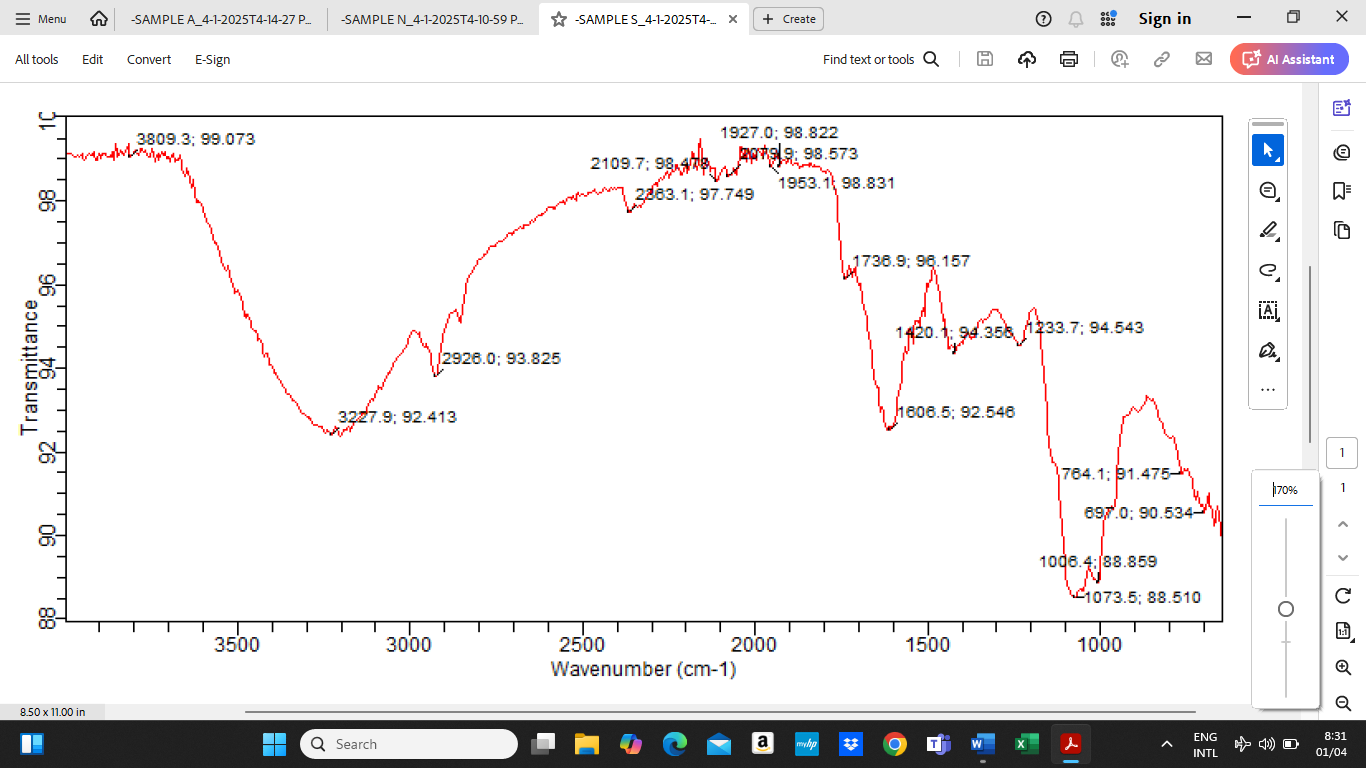 Menu
-SAMPLE A_4-1-2025T4-14-27 P...
-SAMPLE N_4-1-2025T4-10-59 P...
-SAMPLE S_4-1-2025T4-...
Create
Sign in
All tools
Edit
Convert
E-Sign
Find text or tools
AI Assistant
3809.3; 99.073
1927.0; 98.822
2109.7; 98.473
2079.9; 98.573
2363.1; 97.749
1953.1; 98.831
1736.9; 96.157
1420.1; 94.356
1233.7; 94.543
2926.0; 93.825
3227.9; 92.413
1606.5; 92.546
764.1; 91.475
697.0; 90.534
1006.4; 88.859
1073.5; 88.510
10
98
96
94
92
90
88
Transmittance
3500
3000
2500
2000
1500
1000
Wavenumber (cm-1)
170%
1
1
8.50 x 11.00 in
Search
ENG
INTL
8:31
01/04